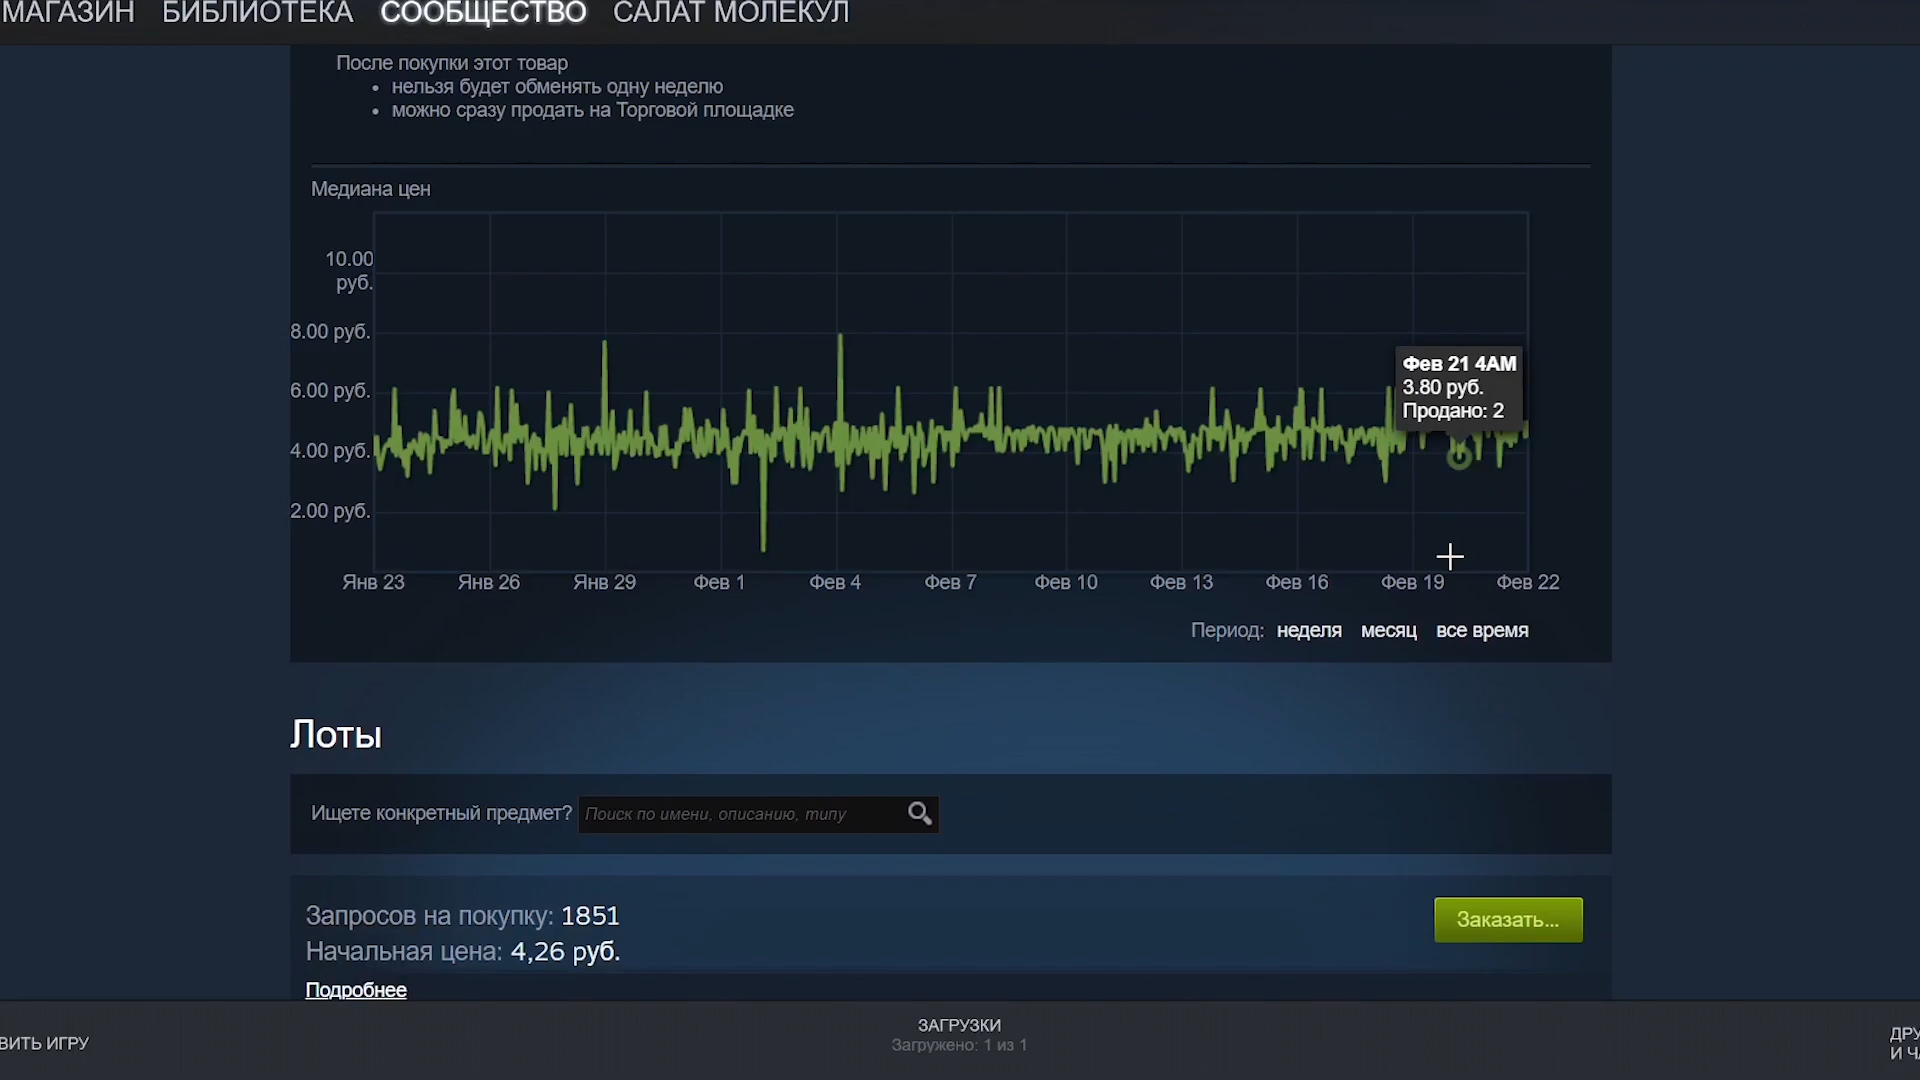 МАГАЗИН БИБЛИОТЕКА СООБЩЕСТВО САЛАТ МОЛЕКУЛ
После покупки этот товар
• нельзя будет обменять одну неделю
• можно сразу продать на Торговой площадке
Медиана цен
10.00
руб.
8.00 руб.
6.00 руб.
4.00 руб.
2.00 руб.
Фев 21 4AM
3.80 руб.
Продано: 2
Янв 23 Янв 26 Янв 29 Фев 1 Фев 4 Фев 7 Фев 10 Фев 13 Фев 16 Фев 19 Фев 22
Период: неделя месяц все время
Лоты
Ищете конкретный предмет? Поиск по имени, описанию, типу
Запросов на покупку: 1851
Начальная цена: 4,26 руб.
Заказать...
Подробнее
ВИТЬ ИГРУ
ЗАГРУЗКИ
Загружено: 1 из 1
ДРУ
И Ч